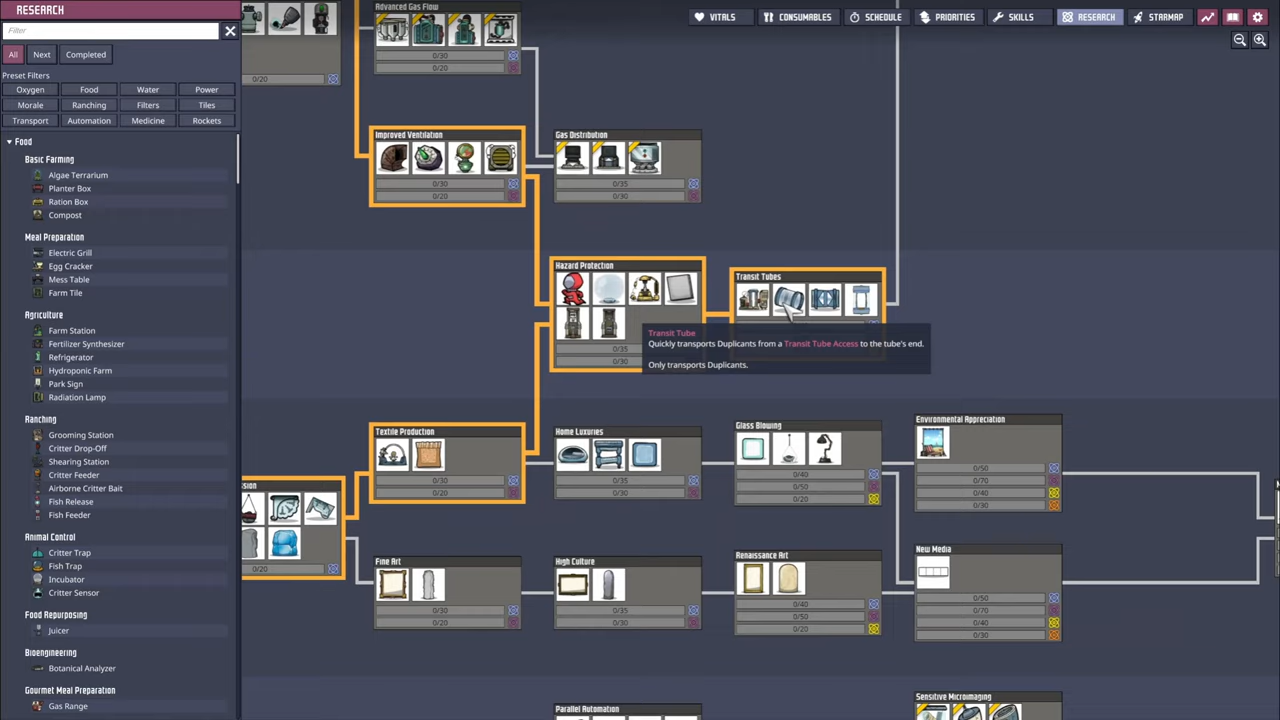 RESEARCH
Filter
All
Next
Completed
Preset Filters
Oxygen
Food
Water
Power
Morale
Ranching
Filters
Tiles
Transport
Automation
Medicine
Rockets
Food
Basic Farming
Algae Terrarium
Planter Box
Ration Box
Compost
Meal Preparation
Electric Grill
Egg Cracker
Mess Table
Farm Tile
Agriculture
Farm Station
Fertilizer Synthesizer
Refrigerator
Hydroponic Farm
Park Sign
Radiation Lamp
Ranching
Grooming Station
Critter Drop-Off
Shearing Station
Critter Feeder
Airborne Critter Bait
Fish Release
Fish Feeder
Animal Control
Critter Trap
Fish Trap
Incubator
Critter Sensor
Food Repurposing
Juicer
Bioengineering
Botanical Analyzer
Gourmet Meal Preparation
Gas Range
VITALS
CONSUMABLES
SCHEDULE
PRIORITIES
SKILLS
RESEARCH
STARMAP
0/20
Advanced Gas Flow
0/30
0/20
Improved Ventilation
0/30
0/20
Gas Distribution
0/35
0/30
Hazard Protection
0/35
0/30
Transit Tubes
Transit Tube
Quickly transports Duplicants from a Transit Tube Access to the tube's end.
Only transports Duplicants.
ssion
0/20
Textile Production
0/30
0/20
Home Luxuries
0/35
0/30
Glass Blowing
0/40
0/50
0/20
Environmental Appreciation
0/50
0/70
0/40
0/30
Fine Art
0/30
0/20
High Culture
0/35
0/30
Renaissance Art
0/40
0/50
0/20
New Media
0/50
0/70
0/40
0/30
Parallel Automation
Sensitive Microimaging